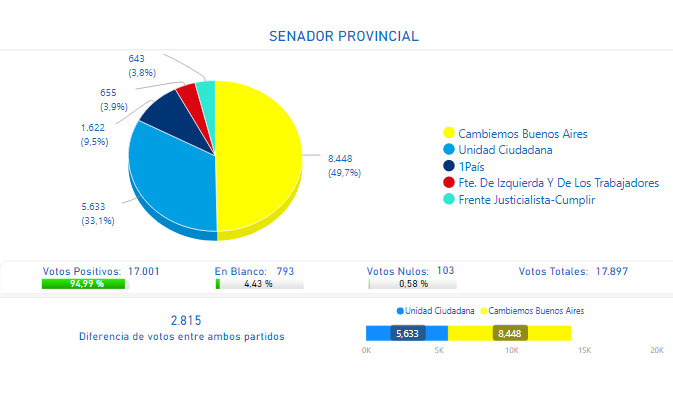 SENADOR PROVINCIAL
643
(3,8%)
655
(3,9%)
1.622
(9,5%)
5.633
(33,1%)
8.448
(49,7%)
Cambiemos Buenos Aires
Unidad Ciudadana
1País
Fte. De Izquierda Y De Los Trabajadores
Frente Justicialista-Cumplir
Votos Positivos: 17.001
94,99 %
En Blanco: 793
4,43 %
Votos Nulos: 103
0,58 %
Votos Totales: 17.897
2.815
Diferencia de votos entre ambos partidos
Unidad Ciudadana Cambiemos Buenos Aires
5,633 8,448
0K 5K 10K 15K 20K